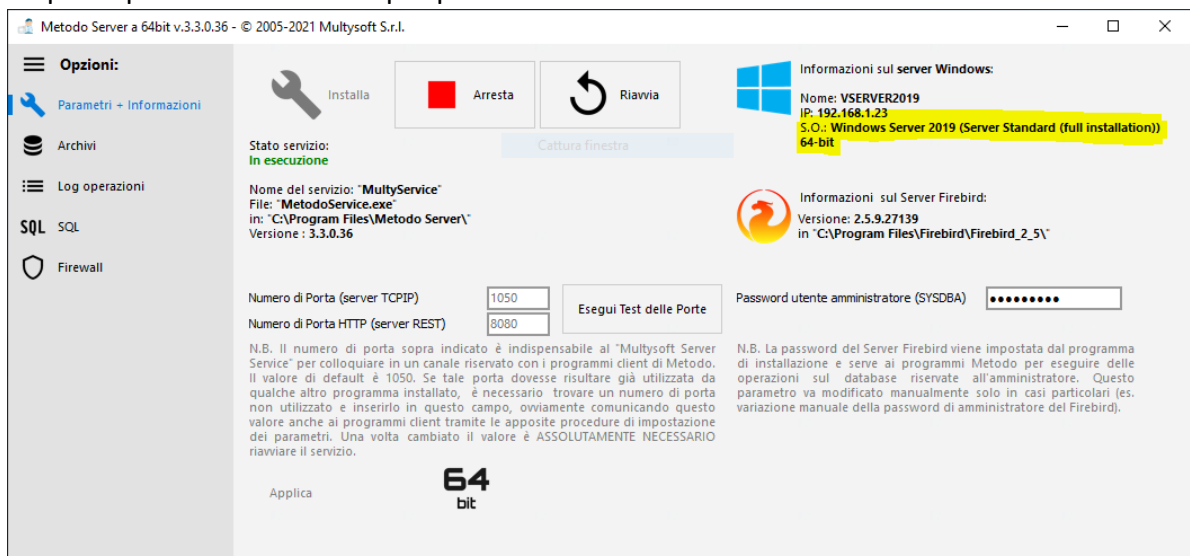 Metodo Server a 64bit v.3.3.0.36 - © 2005-2021 Multysoft S.r.l.
Opzioni:
Parametri + Informazioni
Archivi
Log operazioni
SQL SQL
Firewall
Installa
Arresta
Riavvia
Cattura finestra
Stato servizio:
In esecuzione
Nome del servizio: "MultyService"
File: "MetodoService.exe"
in: "C:\Program Files\Metodo Server\"
Versione : 3.3.0.36
Informazioni sul server Windows:
Nome: VSERVER2019
IP: 192.168.1.23
S.O.: Windows Server 2019 (Server Standard (full installation))
64-bit
Informazioni sul Server Firebird:
Versione: 2.5.9.27139
in "C:\Program Files\Firebird\Firebird_2_5\"
Numero di Porta (server TCPIP) 1050
Numero di Porta HTTP (server REST) 8080
Esegui Test delle Porte
N.B. Il numero di porta sopra indicato è indispensabile al "Multysoft Server
Service" per colloquiare in un canale riservato con i programmi client di Metodo.
Il valore di default è 1050. Se tale porta dovesse risultare già utilizzata da
qualche altro programma installato, è necessario trovare un numero di porta
non utilizzato e inserirlo in questo campo, ovviamente comunicando questo
valore anche ai programmi client tramite le apposite procedure di impostazione
dei parametri. Una volta cambiato il valore è ASSOLUTAMENTE NECESSARIO
riavviare il servizio.
Password utente amministratore (SYSDBA) •••••••••
N.B. La password del Server Firebird viene impostata dal programma
di installazione e serve ai programmi Metodo per eseguire delle
operazioni sul database riservate all'amministratore. Questo
parametro va modificato manualmente solo in casi particolari (es.
variazione manuale della password di amministratore del Firebird).
Applica
64
bit